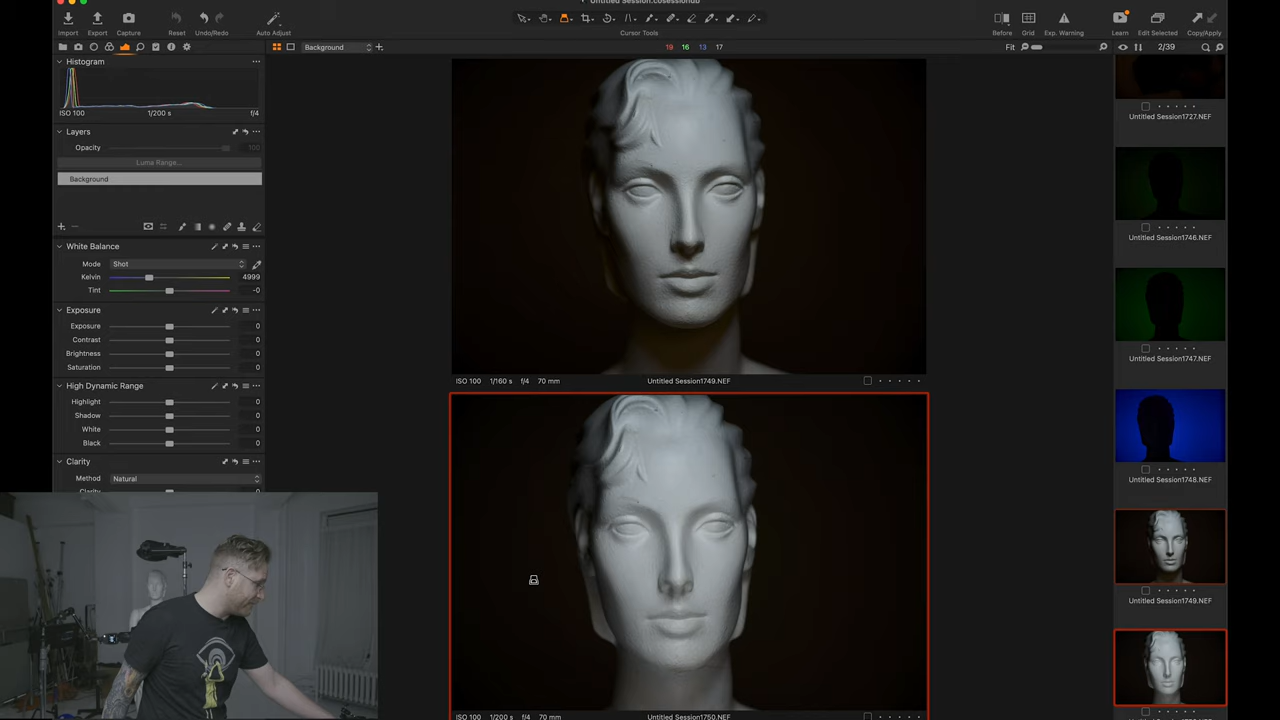 Untitled Session.cosessiondb
Import Export Capture Reset Undo/Redo Auto Adjust Cursor Tools Before Grid Exp. Warning Learn Edit Selected Copy/Apply
Background 19 16 13 17 Fit 2/39
Histogram
ISO 100 1/200 s f/4
Layers
Opacity 100
Luma Range...
Background
White Balance
Mode Shot
Kelvin 4999
Tint -0
Exposure
Exposure 0
Contrast 0
Brightness 0
Saturation 0
High Dynamic Range
Highlight 0
Shadow 0
White 0
Black 0
Clarity
Method Natural
ISO 100 1/160 s f/4 70 mm Untitled Session1749.NEF
ISO 100 1/200 s f/4 70 mm Untitled Session1750.NEF
Untitled Session1727.NEF
Untitled Session1746.NEF
Untitled Session1747.NEF
Untitled Session1748.NEF
Untitled Session1749.NEF